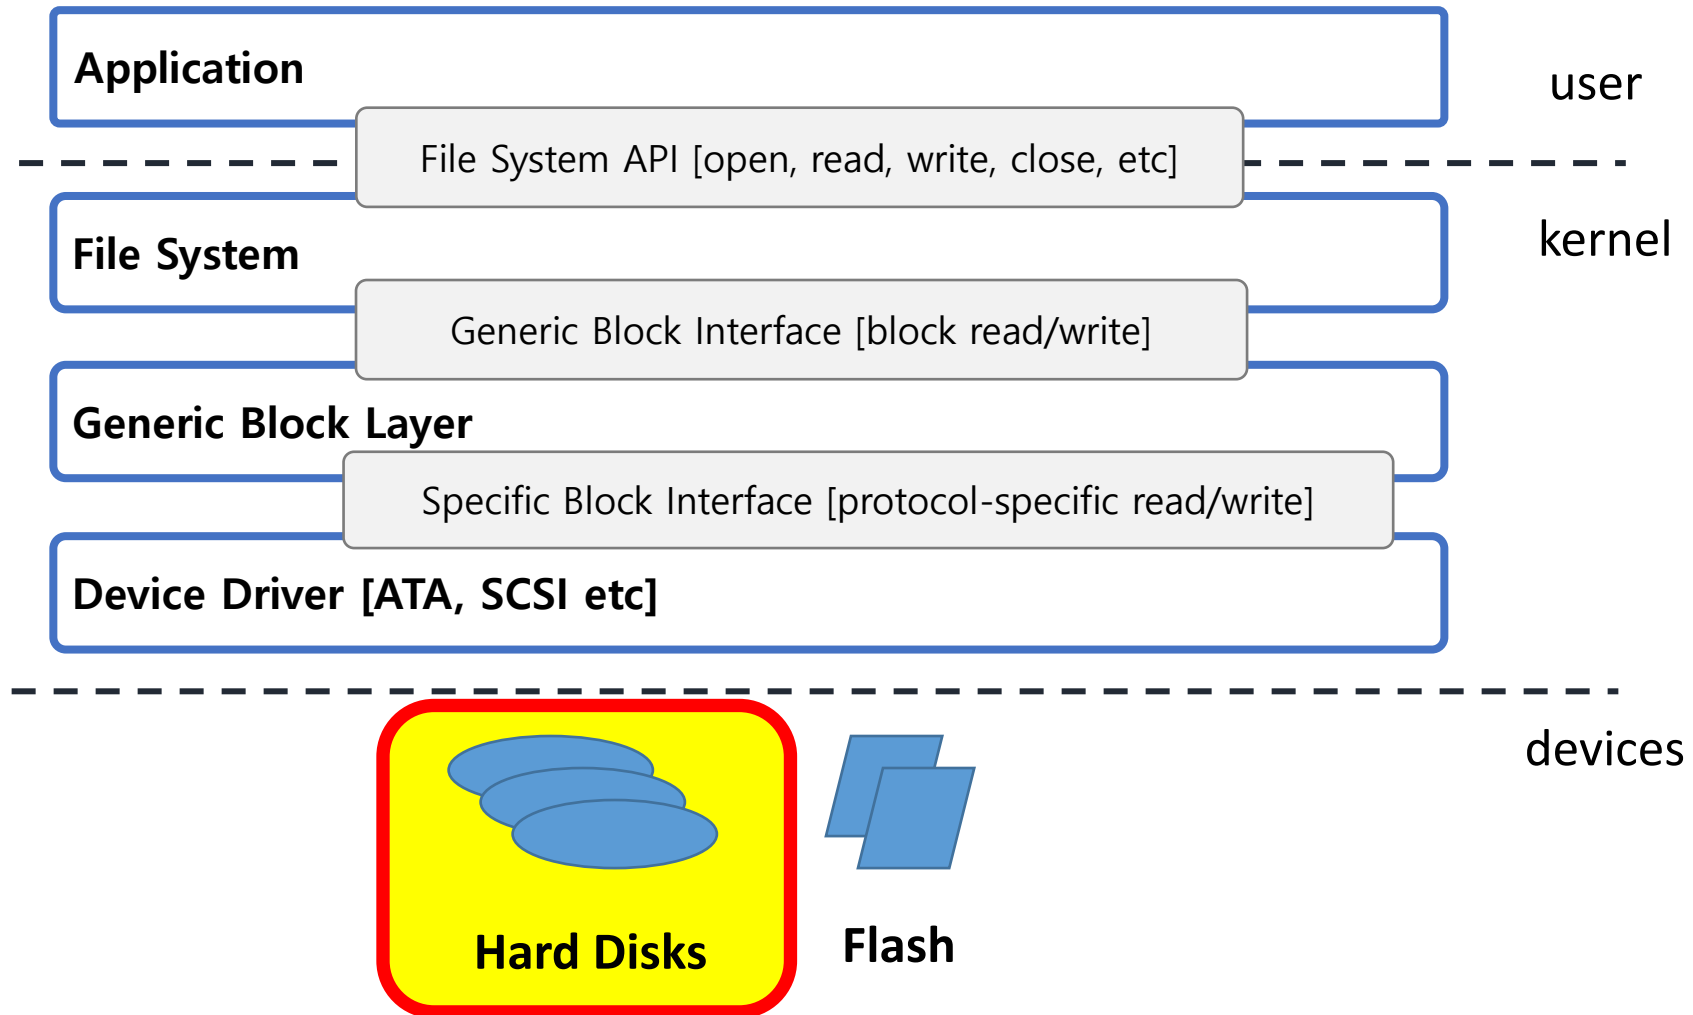 Application
user
File System API [open, read, write, close, etc]
File System
kernel
Generic Block Interface [block read/write]
Generic Block Layer
Specific Block Interface [protocol-specific read/write]
Device Driver [ATA, SCSI etc]
devices
Hard Disks
Flash